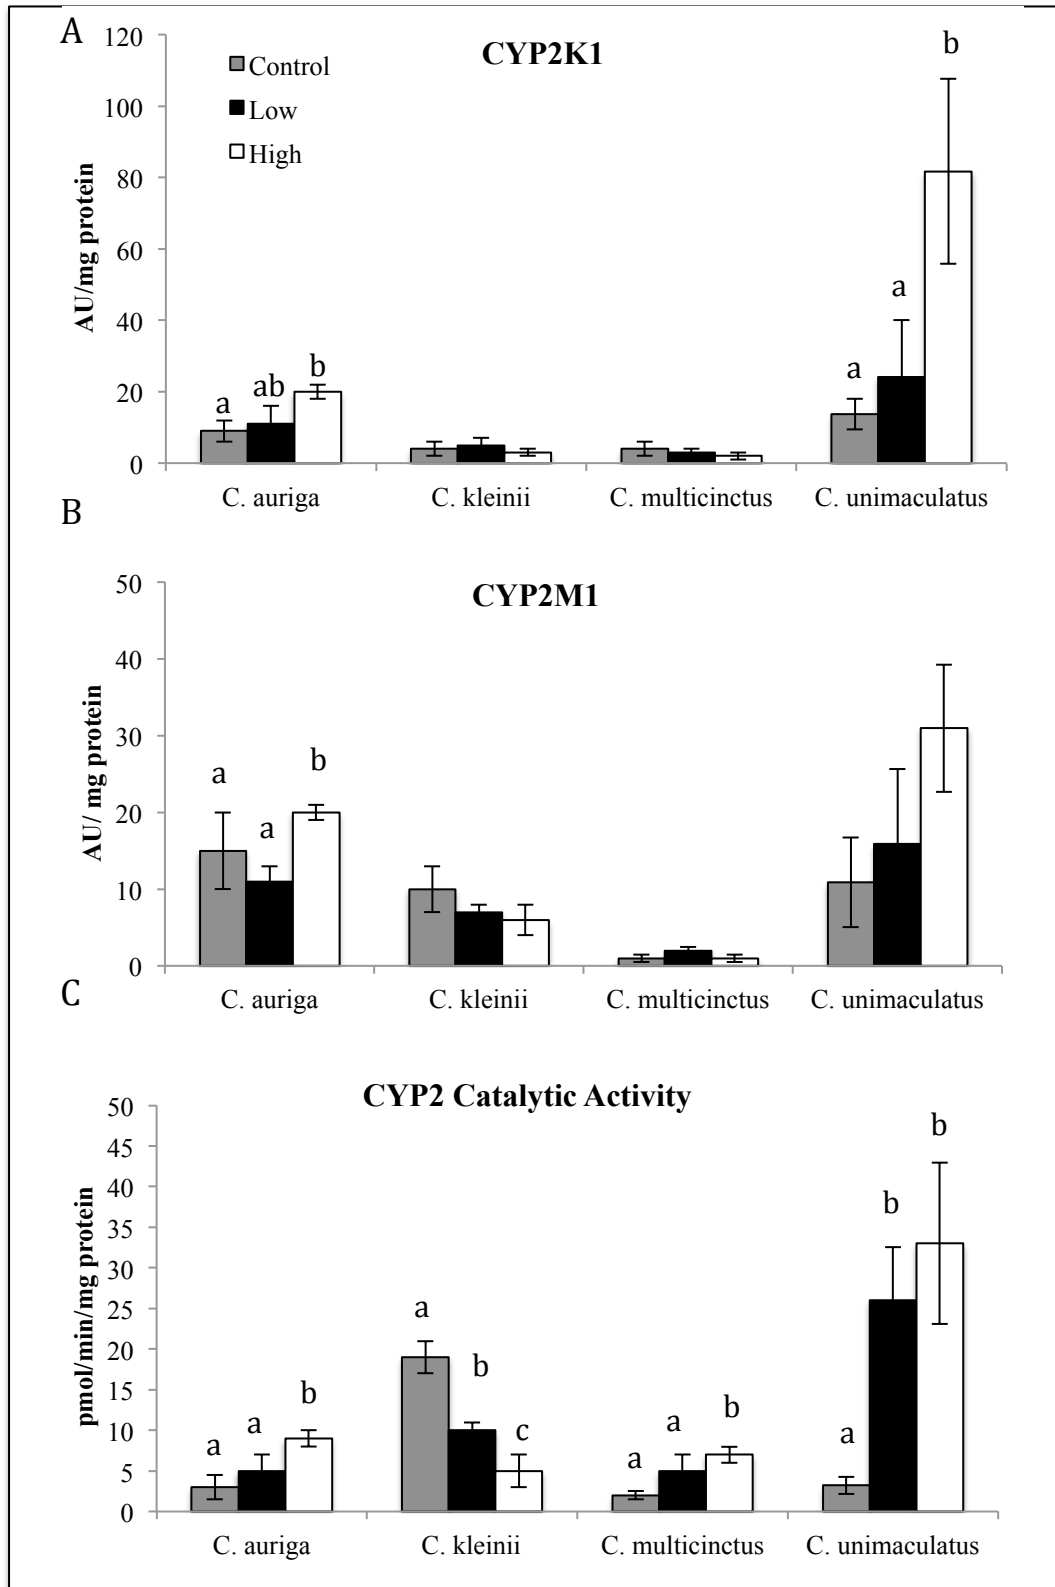 A
CYP2K1
Control
Low
High
120
100
80
60
40
20
0
AU/mg protein
a
ab
b
a
a
b
C. auriga
C. kleinii
C. multicinctus
C. unimaculatus
B
CYP2M1
50
40
30
20
10
0
AU/ mg protein
a
a
b
C. auriga
C. kleinii
C. multicinctus
C. unimaculatus
C
CYP2 Catalytic Activity
50
45
40
35
30
25
20
15
10
5
0
pmol/min/mg protein
a
a
b
a
b
c
a
a
b
a
b
b
C. auriga
C. kleinii
C. multicinctus
C. unimaculatus